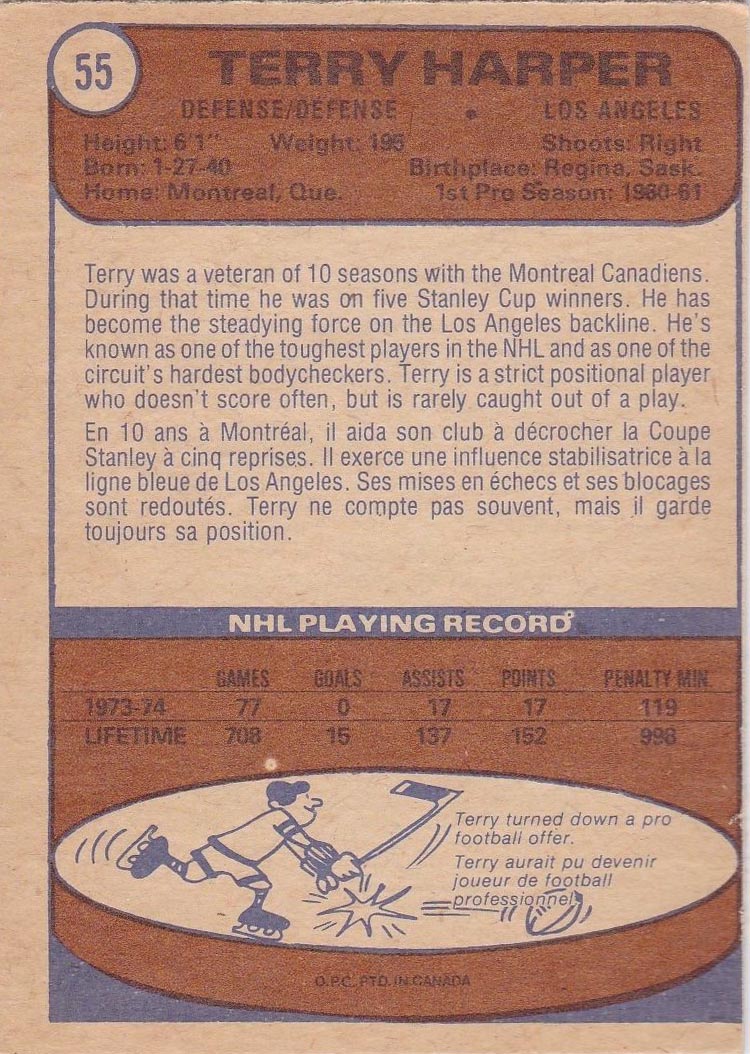 55
TERRY HARPER
DEFENSE/DEFENSE • LOS ANGELES
Height: 6'1" Weight: 195 Shoots: Right
Born: 1-27-40 Birthplace: Regina, Sask.
Home: Montreal, Que. 1st Pro Season: 1960-61
Terry was a veteran of 10 seasons with the Montreal Canadiens.
During that time he was on five Stanley Cup winners. He has
become the steadying force on the Los Angeles backline. He's
known as one of the toughest players in the NHL and as one of the
circuit's hardest bodycheckers. Terry is a strict positional player
who doesn't score often, but is rarely caught out of a play.
En 10 ans à Montréal, il aida son club à décrocher la Coupe
Stanley à cinq reprises. Il exerce une influence stabilisatrice à la
ligne bleue de Los Angeles. Ses mises en échecs et ses blocages
sont redoutés. Terry ne compte pas souvent, mais il garde
toujours sa position.
NHL PLAYING RECORD
GAMES GOALS ASSISTS POINTS PENALTY MIN.
1973-74 77 0 17 17 119
LIFETIME 708 15 137 152 998
Terry turned down a pro
football offer.
Terry aurait pu devenir
joueur de football
professionnel.
O.P.C. PTD. IN CANADA